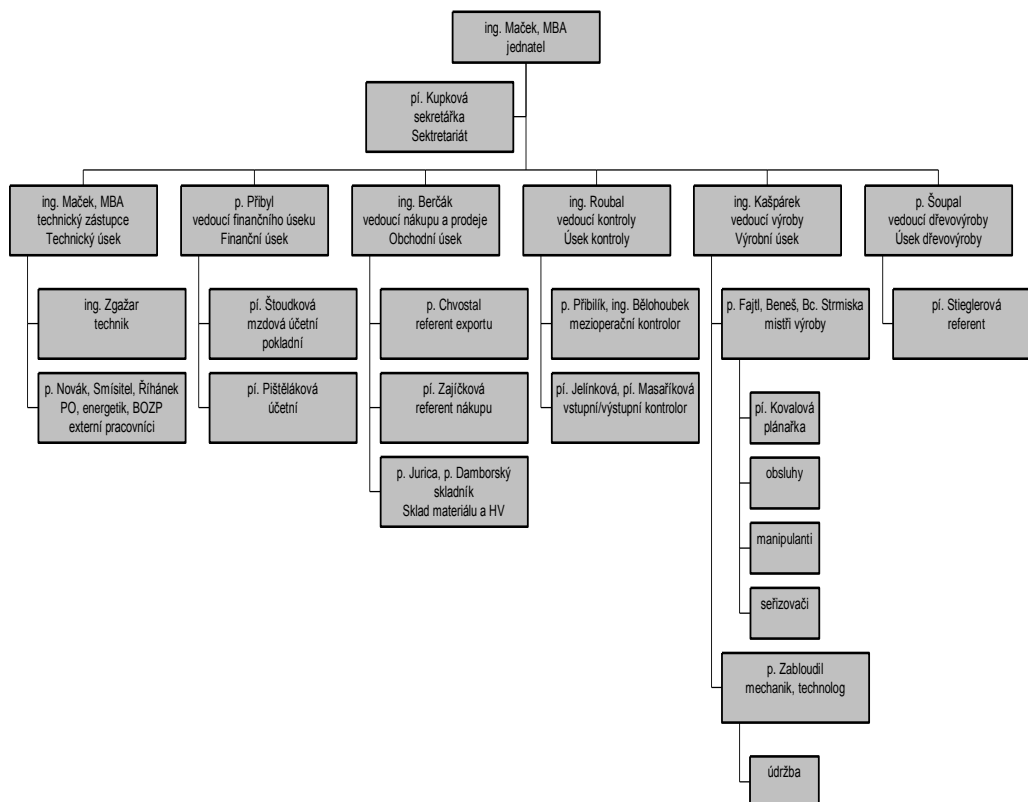 ing. Maček, MBA
jednatel
pí. Kupková
sekretářka
Sektretariát
ing. Maček, MBA
technický zástupce
Technický úsek
p. Přibyl
vedoucí finančního úseku
Finanční úsek
ing. Berčák
vedoucí nákupu a prodeje
Obchodní úsek
ing. Roubal
vedoucí kontroly
Úsek kontroly
ing. Kašpárek
vedoucí výroby
Výrobní úsek
p. Šoupal
vedoucí dřevovýroby
Úsek dřevovýroby
ing. Zgažar
technik
p. Novák, Smísitel, Říhánek
PO, energetik, BOZP
externí pracovníci
pí. Štoudková
mzdová účetní
pokladní
pí. Pištěláková
účetní
p. Chvostal
referent exportu
pí. Zajíčková
referent nákupu
p. Jurica, p. Damborský
skladník
Sklad materiálu a HV
p. Přibilík, ing. Bělohoubek
mezioperační kontrolor
pí. Jelínková, pí. Masaříková
vstupní/výstupní kontrolor
p. Fajtl, Beneš, Bc. Strmiska
mistři výroby
pí. Kovalová
plánařka
obsluhy
manipulanti
seřizovači
p. Zabloudil
mechanik, technolog
údržba
pí. Stieglerová
referent